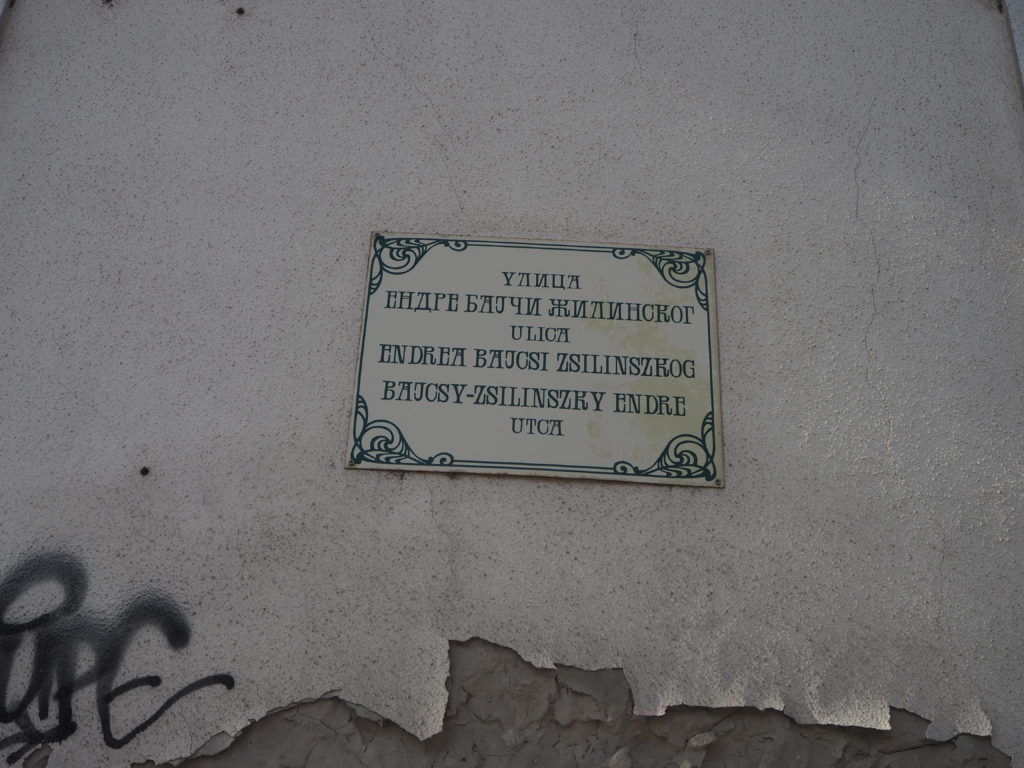 УЛИЦА
ЕНДРЕ БАЈЧИ ЖИЛИНСКОГ
ULICA
ENDREA BAJCSI ZSILINSZKOG
BAJCSY-ZSILINSZKY ENDRE
UTCA